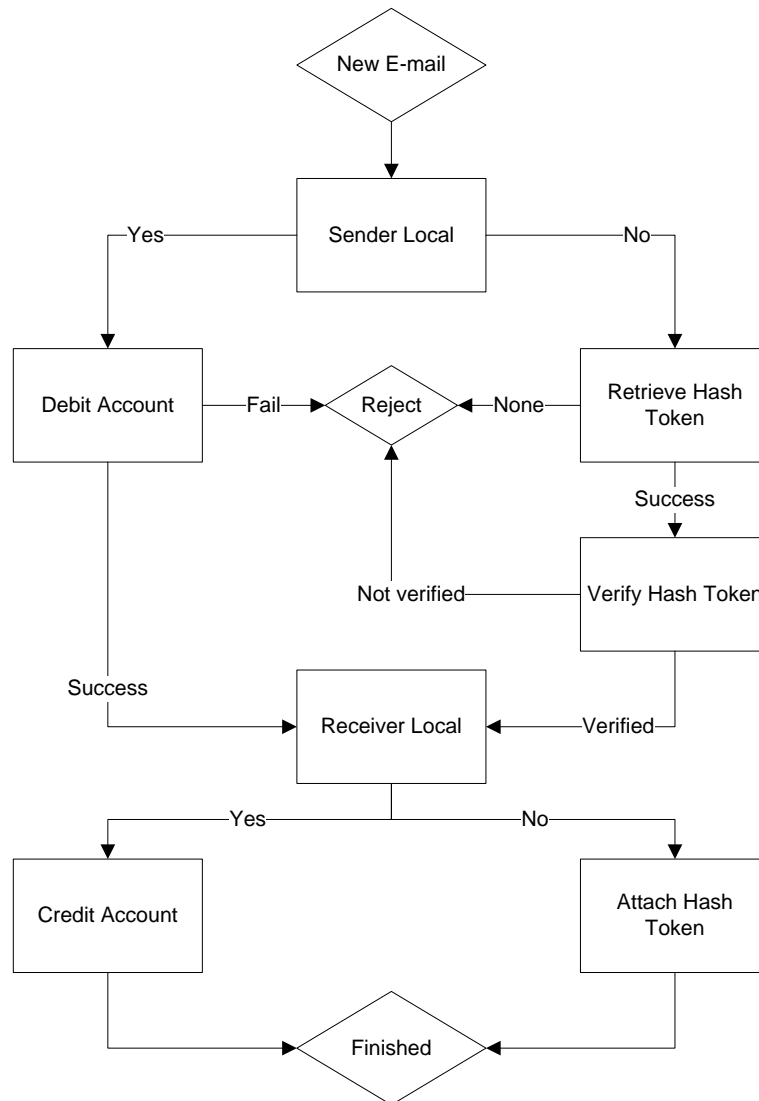 New E-mail
Sender Local
Yes
No
Debit Account
Fail
Reject
None
Retrieve Hash
Token
Success
Not verified
Verify Hash Token
Success
Receiver Local
Verified
Yes
No
Credit Account
Attach Hash
Token
Finished